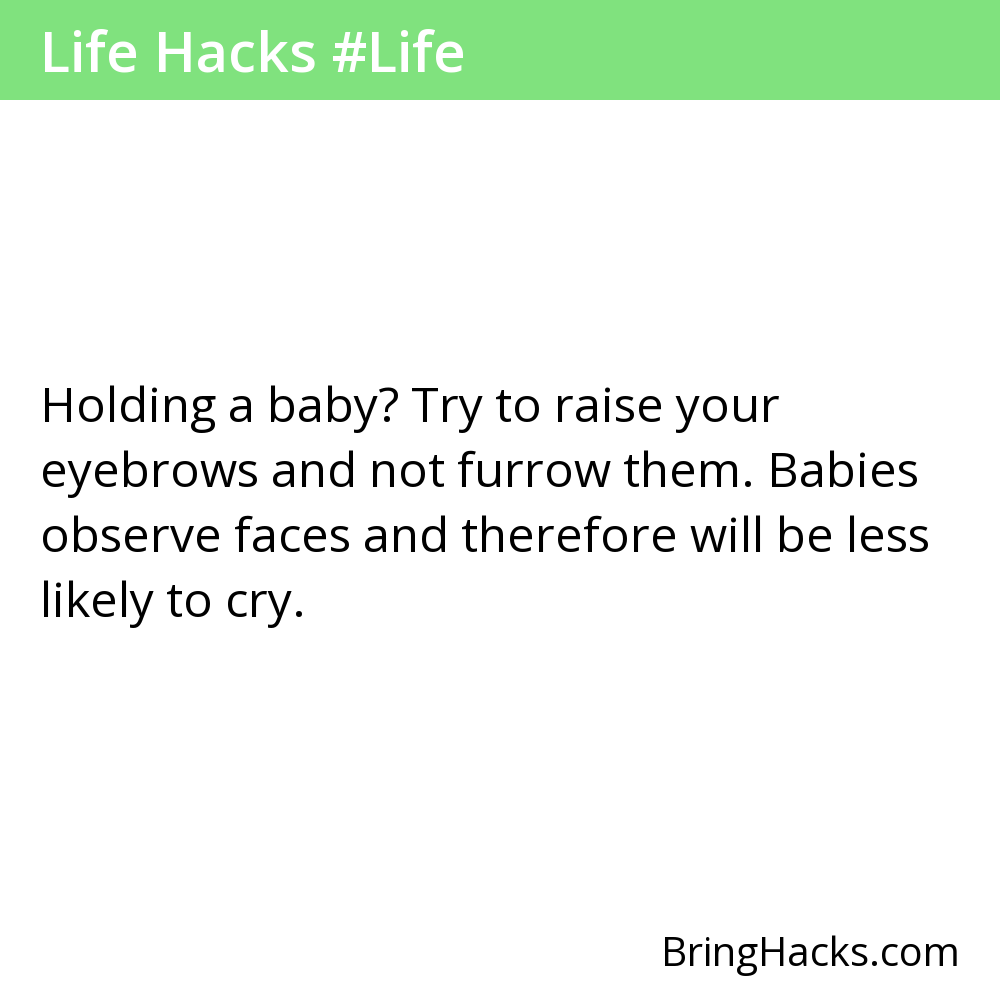 Life Hacks #Life
Holding a baby? Try to raise your
eyebrows and not furrow them. Babies
observe faces and therefore will be less
likely to cry.
BringHacks.com